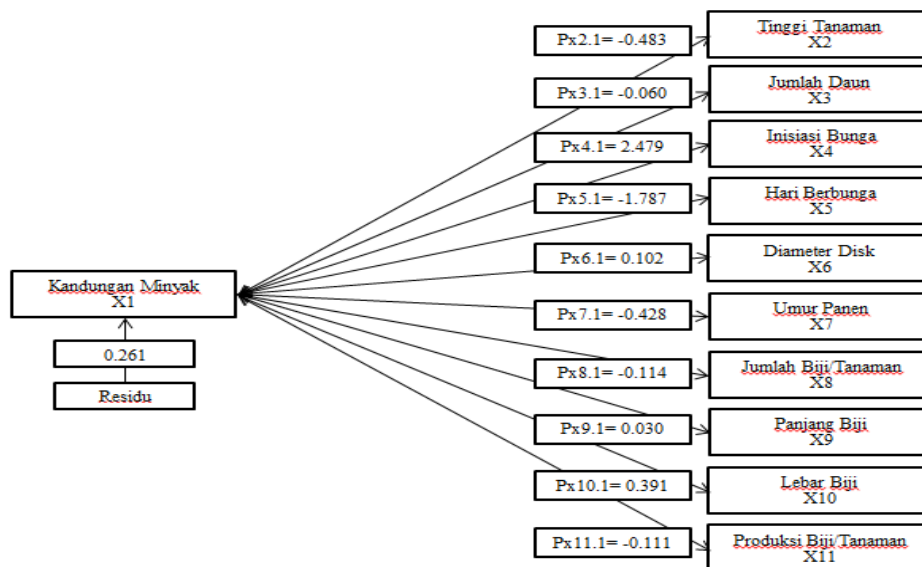 Px2.1= -0.483
Tinggi Tanaman
X2
Px3.1= -0.060
Jumlah Daun
X3
Px4.1= 2.479
Inisiasi Bunga
X4
Px5.1= -1.787
Hari Berbunga
X5
Px6.1= 0.102
Diameter Disk
X6
Kandungan Minyak
X1
Px7.1= -0.428
Umur Panen
X7
0.261
Residu
Px8.1= -0.114
Jumlah Biji/Tanaman
X8
Px9.1= 0.030
Panjang Biji
X9
Px10.1= 0.391
Lebar Biji
X10
Px11.1= -0.111
Produksi Biji/Tanaman
X11